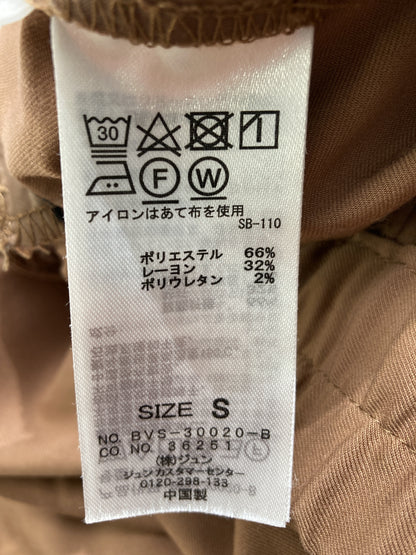 30
F W
アイロンはあて布を使用
SB-110
ポリエステル 66%
レーヨン 32%
ポリウレタン 2%
SIZE S
NO. BVS-30020-B
CO. NO. 36251
(株)ジュン
ジュンカスタマーセンター
0120-298-133
中国製